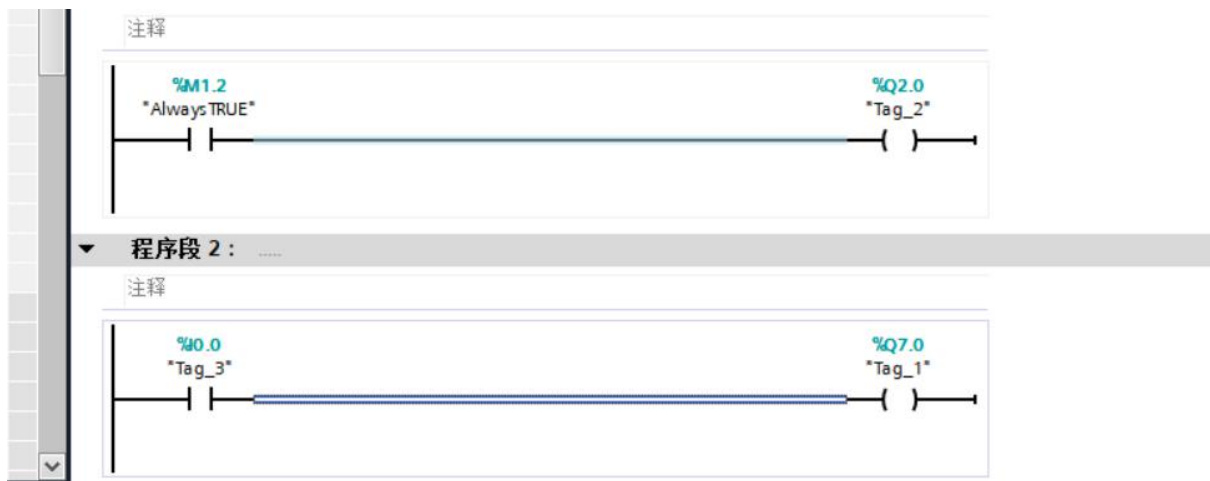 注释
%M1.2
"AlwaysTRUE"
%Q2.0
"Tag_2"
程序段 2： .....
注释
%I0.0
"Tag_3"
%Q7.0
"Tag_1"